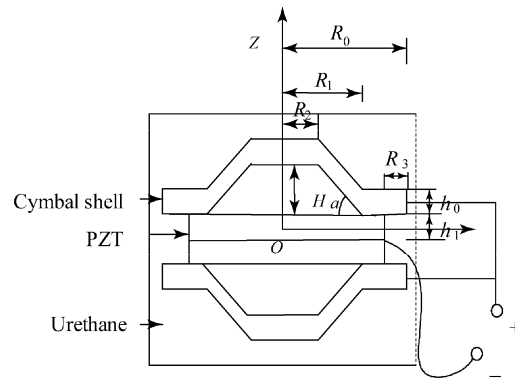 R0
Z
R1
R2
R3
Cymbal shell
H
a
h0
PZT
h1
O
Urethane
+
−